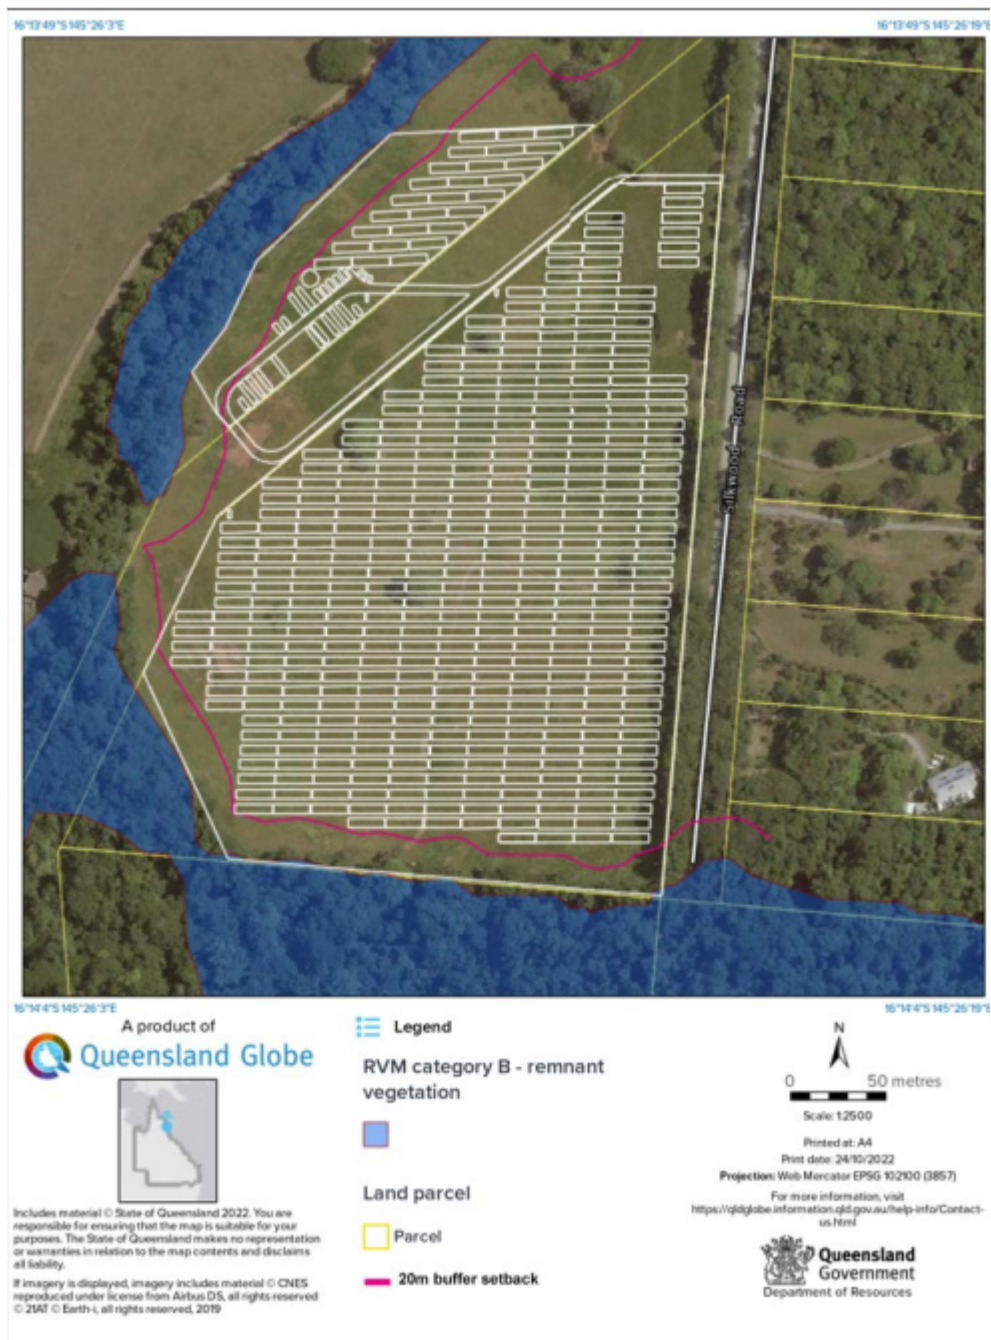 16°13'49"S 145°26'3"E
16°13'49"S 145°26'19"E
Silkwood Road
16°14'4"S 145°26'3"E
16°14'4"S 145°26'19"E
A product of
Queensland Globe
Includes material © State of Queensland 2022. You are
responsible for ensuring that the map is suitable for your
purposes. The State of Queensland makes no representation
or warranties in relation to the map contents and disclaims
all liability.
If imagery is displayed, imagery includes material © CNES
reproduced under license from Airbus DS, all rights reserved
© 21AT © Earth-i, all rights reserved, 2019
Legend
RVM category B - remnant
vegetation
Land parcel
Parcel
20m buffer setback
N
0 50 metres
Scale: 1:2500
Printed at: A4
Print date: 24/10/2022
Projection: Web Mercator EPSG 102100 (3857)
For more information, visit
https://qldglobe.information.qld.gov.au/help-info/Contact-
us.html
Queensland
Government
Department of Resources